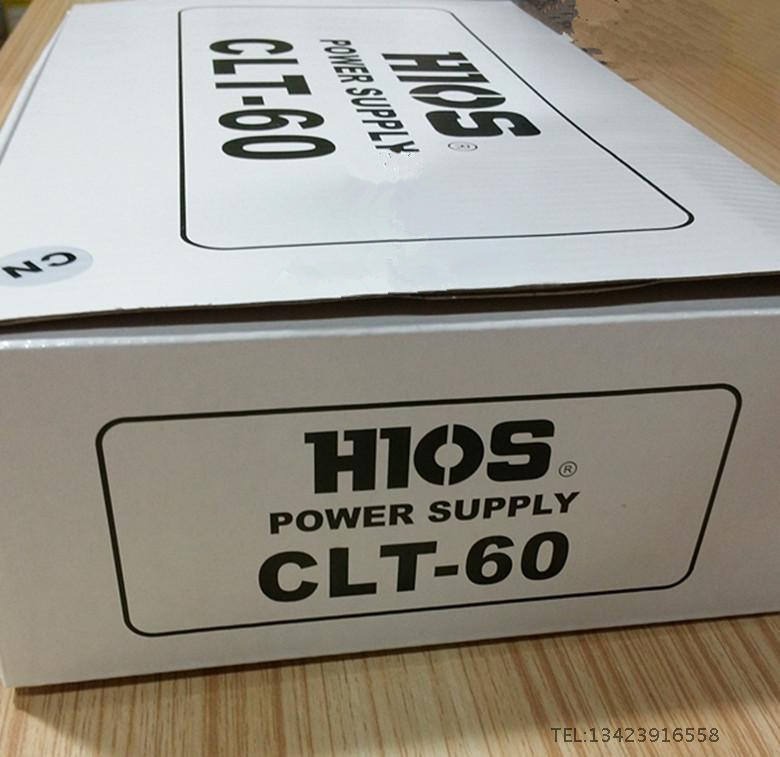 HIOS®
POWER SUPPLY
CLT-60
CN
HIOS®
POWER SUPPLY
CLT-60
TEL:13423916558